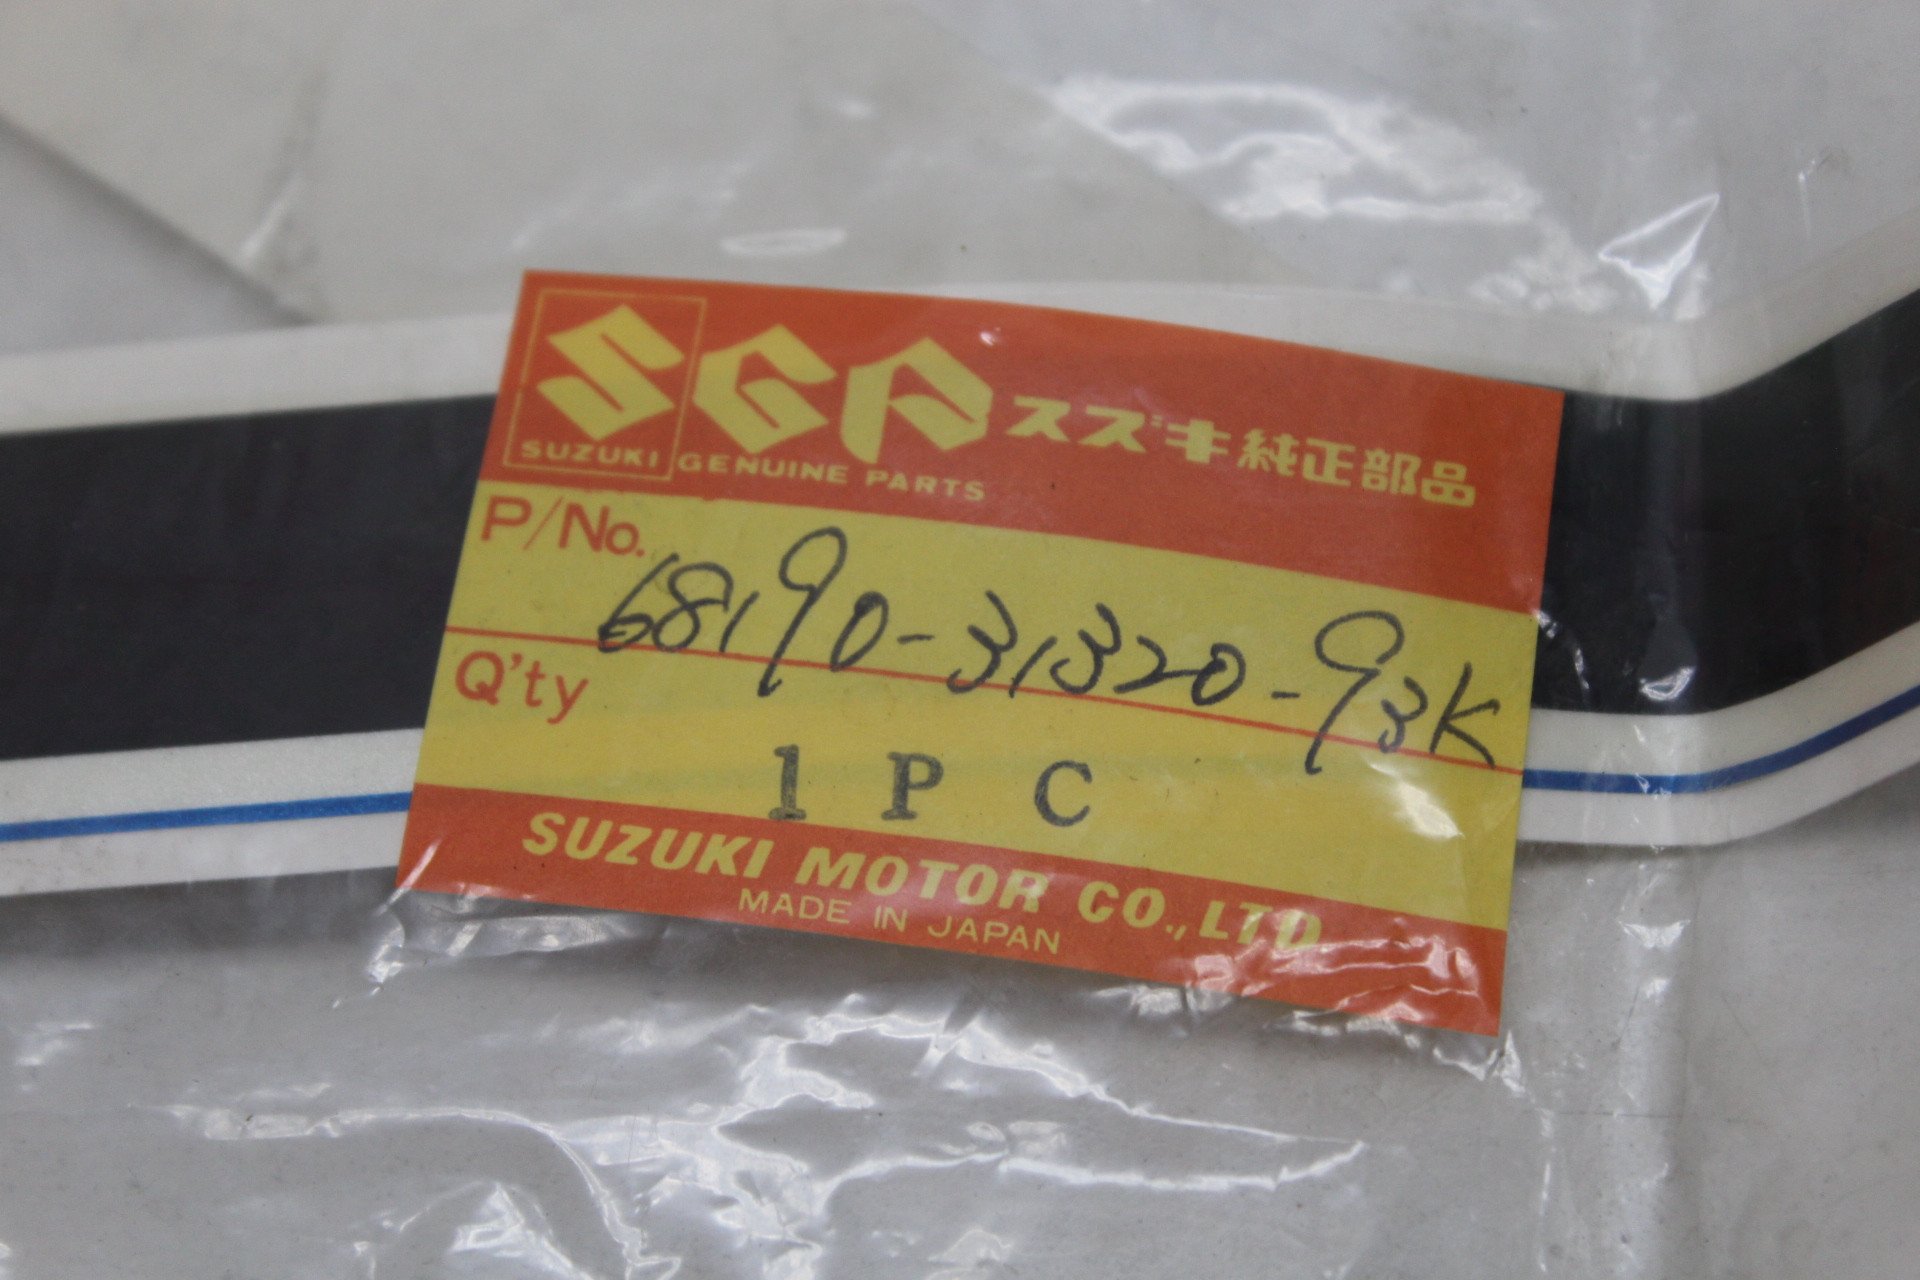 SGP スズキ純正部品
SUZUKI GENUINE PARTS
P/No. 68190-31320-93K
Q'ty 1 PC
SUZUKI MOTOR CO., LTD
MADE IN JAPAN